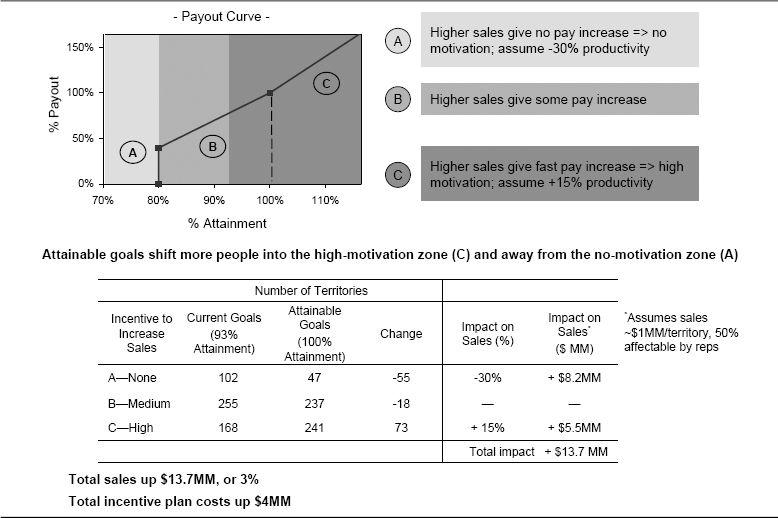 - Payout Curve -
150%
100%
50%
0%
% Payout
70%
80%
90%
100%
110%
% Attainment
A
B
C
A
Higher sales give no pay increase => no
motivation; assume -30% productivity
B
Higher sales give some pay increase
C
Higher sales give fast pay increase => high
motivation; assume +15% productivity
Attainable goals shift more people into the high-motivation zone (C) and away from the no-motivation zone (A)
Number of Territories
Incentive to
Increase
Sales
Current Goals
(93%
Attainment)
Attainable
Goals
(100%
Attainment)
Change
Impact on
Sales (%)
Impact on
Sales*
($ MM)
*Assumes sales
~$1MM/territory, 50%
affectable by reps
A—None 102 47 -55 -30% + $8.2MM
B—Medium 255 237 -18 — —
C—High 168 241 73 + 15% + $5.5MM
Total impact + $13.7 MM
Total sales up $13.7MM, or 3%
Total incentive plan costs up $4MM